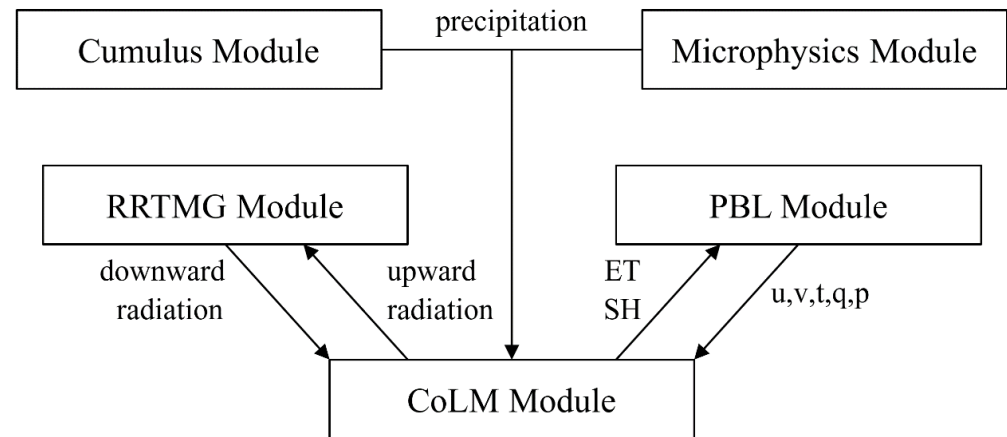 Cumulus Module
precipitation
Microphysics Module
RRTMG Module
PBL Module
downward
radiation
upward
radiation
ET
SH
u,v,t,q,p
CoLM Module